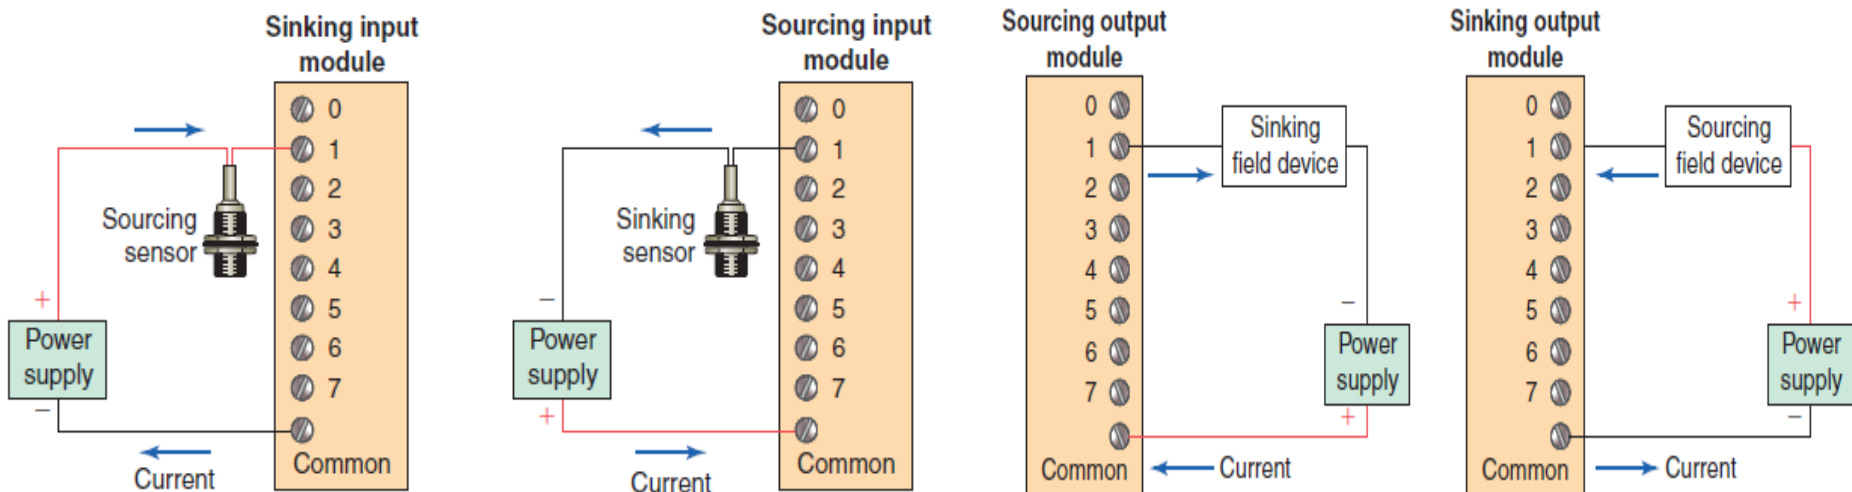 Sinking input
module
0
1
2
3
4
5
6
7
Common
Sourcing
sensor
+
Power
supply
−
Current
Sourcing input
module
0
1
2
3
4
5
6
7
Common
Sinking
sensor
−
Power
supply
+
Current
Sourcing output
module
0
1
2
3
4
5
6
7
Common
Sinking
field device
−
Power
supply
+
Current
Sinking output
module
0
1
2
3
4
5
6
7
Common
Sourcing
field device
+
Power
supply
−
Current